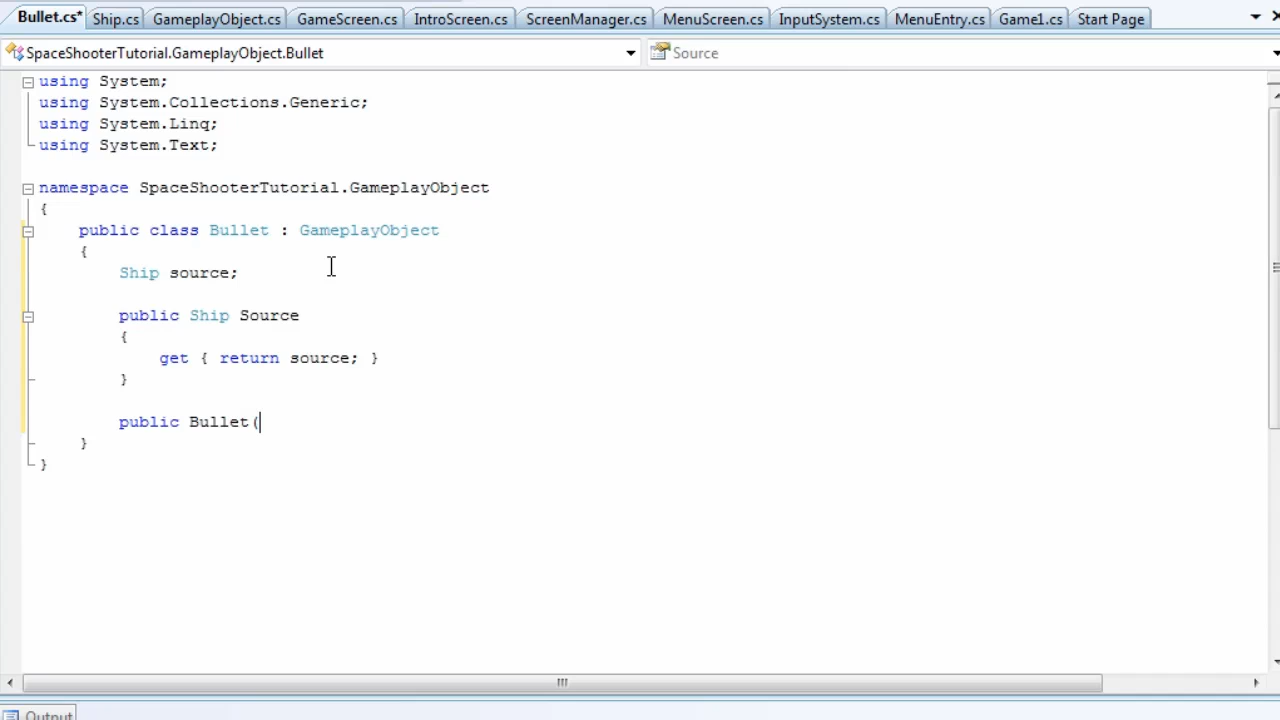 Bullet.cs* Ship.cs GameplayObject.cs GameScreen.cs IntroScreen.cs ScreenManager.cs MenuScreen.cs InputSystem.cs MenuEntry.cs Game1.cs Start Page
SpaceShooterTutorial.GameplayObject.Bullet Source
using System;
using System.Collections.Generic;
using System.Linq;
using System.Text;
namespace SpaceShooterTutorial.GameplayObject
{
public class Bullet : GameplayObject
{
Ship source;
public Ship Source
{
get { return source; }
}
public Bullet(
}
}
Output